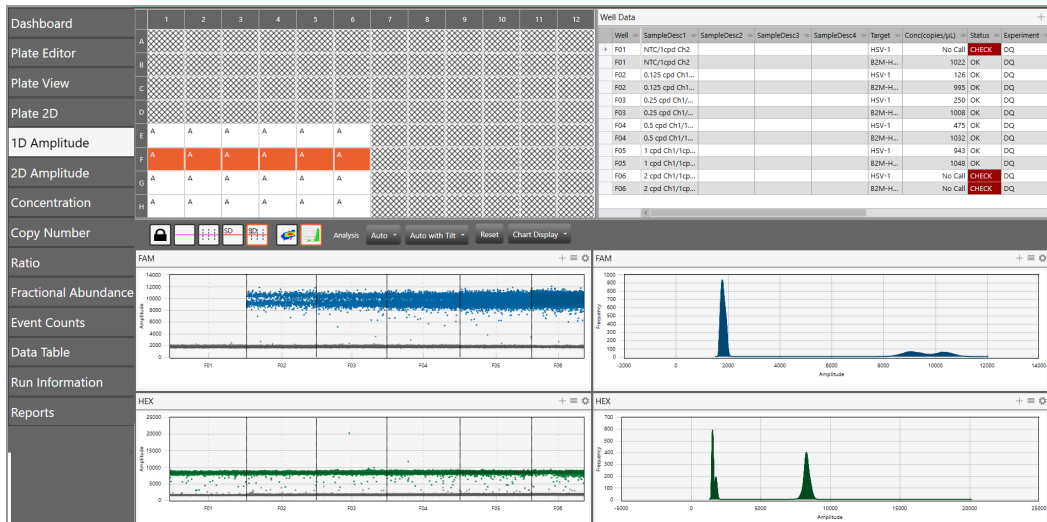 Dashboard
Plate Editor
Plate View
Plate 2D
1D Amplitude
2D Amplitude
Concentration
Copy Number
Ratio
Fractional Abundance
Event Counts
Data Table
Run Information
Reports
1 2 3 4 5 6 7 8 9 10 11 12
A
B
C
D
E A A A A A A
F A A A A A A
G A A A A A A
H A A A A A A
Well Data
Well SampleDesc1 SampleDesc2 SampleDesc3 SampleDesc4 Target Conc(copies/µL) Status Experiment
F01 NTC/1cpd Ch2 HSV-1 No Call CHECK DQ
F01 NTC/1cpd Ch2 B2M-H... 1022 OK DQ
F02 0.125 cpd Ch1... HSV-1 126 OK DQ
F02 0.125 cpd Ch1... B2M-H... 995 OK DQ
F03 0.25 cpd Ch1/... HSV-1 250 OK DQ
F03 0.25 cpd Ch1/... B2M-H... 1008 OK DQ
F04 0.5 cpd Ch1/1... HSV-1 475 OK DQ
F04 0.5 cpd Ch1/1... B2M-H... 1032 OK DQ
F05 1 cpd Ch1/1cp... HSV-1 943 OK DQ
F05 1 cpd Ch1/1cp... B2M-H... 1048 OK DQ
F06 2 cpd Ch1/1cp... HSV-1 No Call CHECK DQ
F06 2 cpd Ch1/1cp... B2M-H... No Call CHECK DQ
SD SD Analysis Auto Auto with Tilt Reset Chart Display
FAM
14000
12000
10000
8000
6000
4000
2000
0
Amplitude
F01 F02 F03 F04 F05 F06
FAM
1000
900
800
700
600
500
400
300
200
100
0
Frequency
-2000 0 2000 4000 6000 8000 10000 12000 14000
Amplitude
HEX
25000
20000
15000
10000
5000
0
Amplitude
F01 F02 F03 F04 F05 F06
HEX
700
600
500
400
300
200
100
0
Frequency
-5000 0 5000 10000 15000 20000 25000
Amplitude